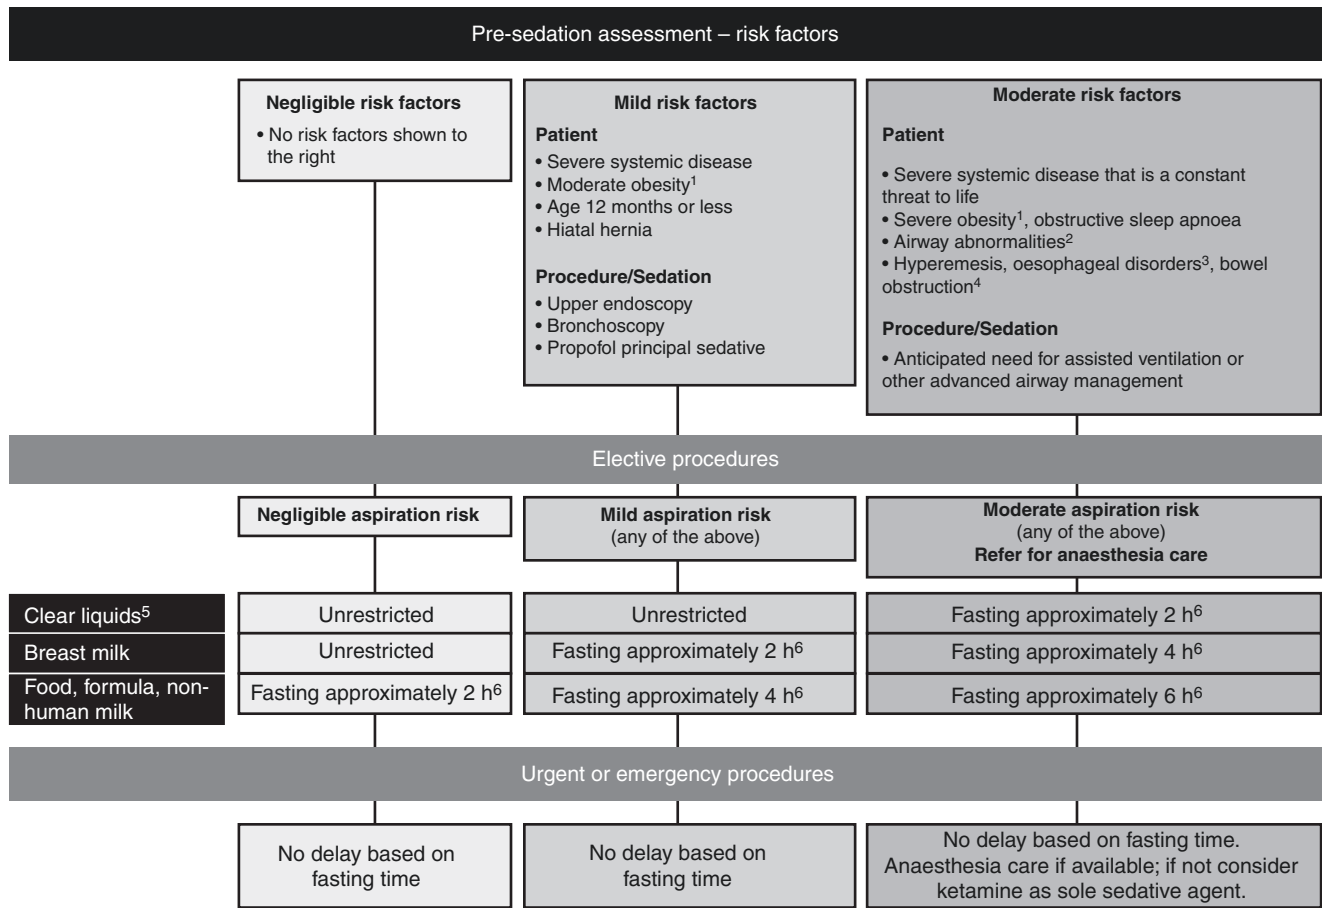 Pre-sedation assessment – risk factors
Negligible risk factors
• No risk factors shown to
the right
Mild risk factors
Patient
• Severe systemic disease
• Moderate obesity¹
• Age 12 months or less
• Hiatal hernia
Procedure/Sedation
• Upper endoscopy
• Bronchoscopy
• Propofol principal sedative
Moderate risk factors
Patient
• Severe systemic disease that is a constant
threat to life
• Severe obesity¹, obstructive sleep apnoea
• Airway abnormalities²
• Hyperemesis, oesophageal disorders³, bowel
obstruction⁴
Procedure/Sedation
• Anticipated need for assisted ventilation or
other advanced airway management
Elective procedures
Negligible aspiration risk
Mild aspiration risk
(any of the above)
Moderate aspiration risk
(any of the above)
Refer for anaesthesia care
Clear liquids⁵
Unrestricted
Unrestricted
Fasting approximately 2 h⁶
Breast milk
Unrestricted
Fasting approximately 2 h⁶
Fasting approximately 4 h⁶
Food, formula, non-
human milk
Fasting approximately 2 h⁶
Fasting approximately 4 h⁶
Fasting approximately 6 h⁶
Urgent or emergency procedures
No delay based on
fasting time
No delay based on
fasting time
No delay based on fasting time.
Anaesthesia care if available; if not consider
ketamine as sole sedative agent.